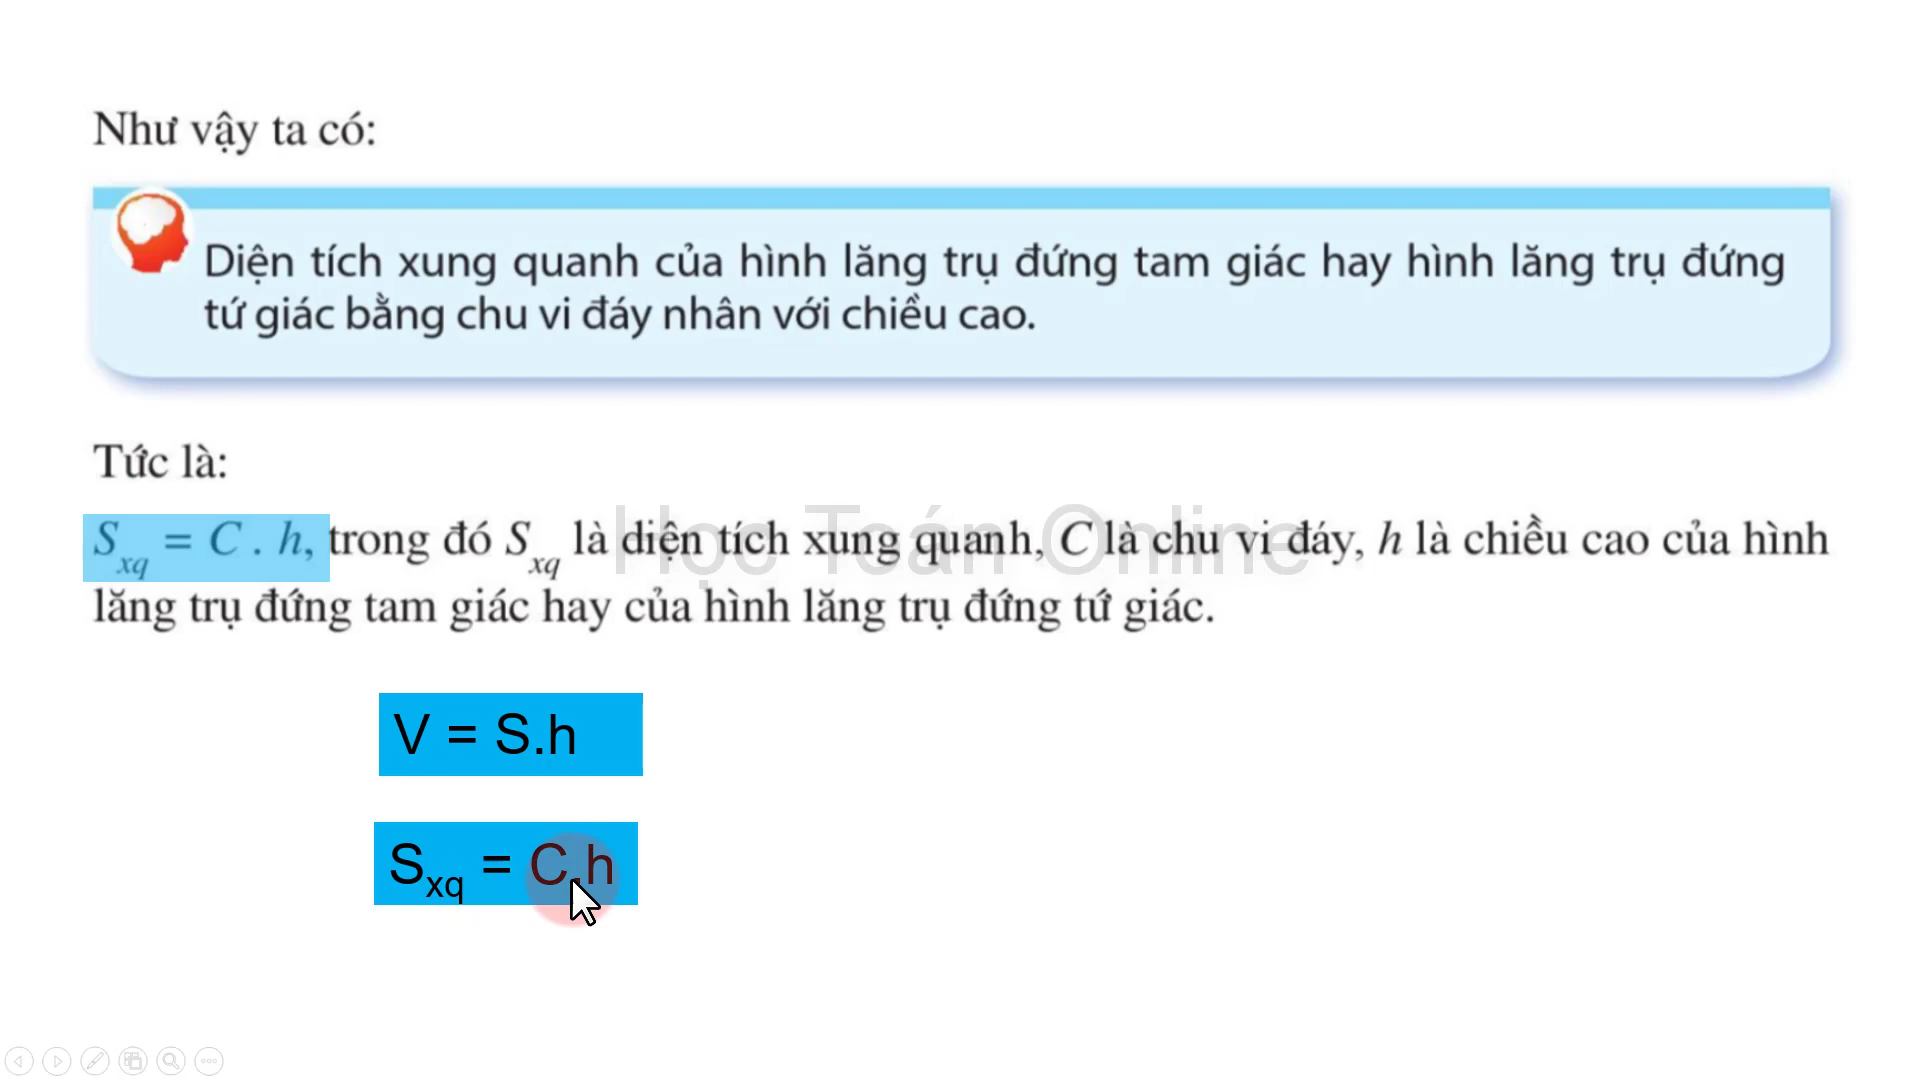 Như vậy ta có:
Diện tích xung quanh của hình lăng trụ đứng tam giác hay hình lăng trụ đứng
tứ giác bằng chu vi đáy nhân với chiều cao.
Tức là:
Sxq = C . h, trong đó Sxq là diện tích xung quanh, C là chu vi đáy, h là chiều cao của hình
lăng trụ đứng tam giác hay của hình lăng trụ đứng tứ giác.
Học Toán Online
V = S.h
Sxq = C.h